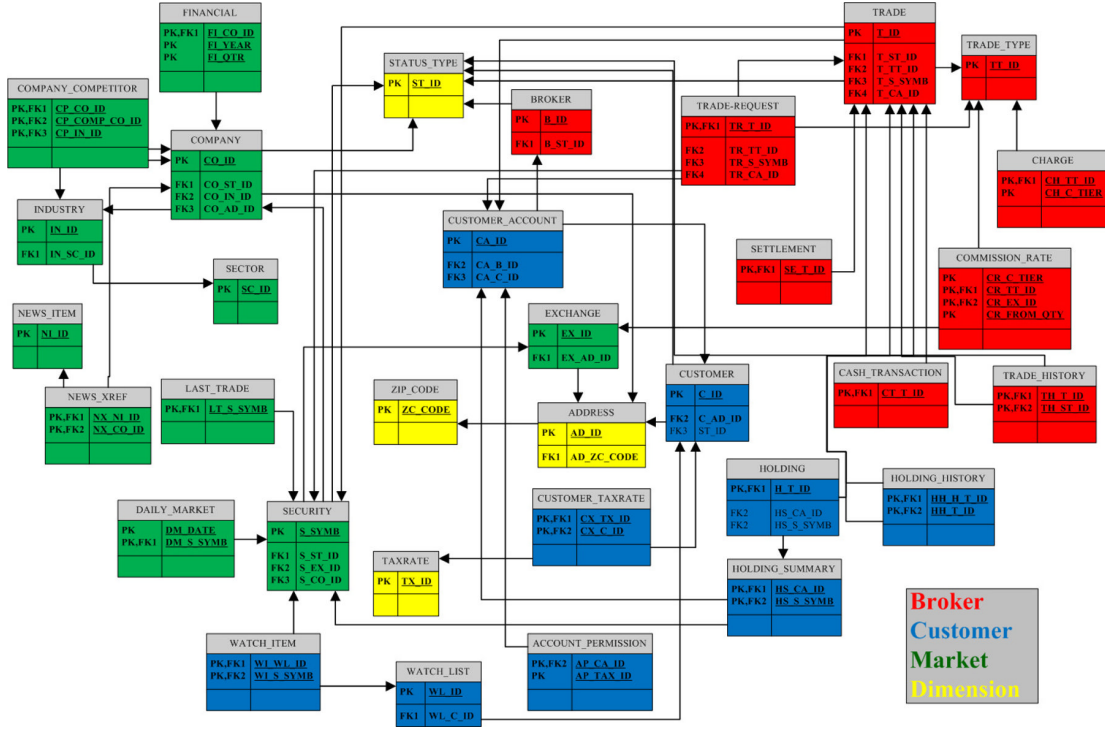 FINANCIAL
PK,FK1 FI_CO_ID
PK FI_YEAR
PK FI_QTR
TRADE
PK T_ID
FK1 T_ST_ID
FK2 T_TT_ID
FK3 T_S_SYMB
FK4 T_CA_ID
TRADE_TYPE
PK TT_ID
STATUS_TYPE
PK ST_ID
COMPANY_COMPETITOR
PK,FK1 CP_CO_ID
PK,FK2 CP_COMP_CO_ID
PK,FK3 CP_IN_ID
BROKER
PK B_ID
FK1 B_ST_ID
TRADE-REQUEST
PK,FK1 TR_T_ID
FK2 TR_TT_ID
FK3 TR_S_SYMB
FK4 TR_CA_ID
COMPANY
PK CO_ID
FK1 CO_ST_ID
FK2 CO_IN_ID
FK3 CO_AD_ID
CHARGE
PK,FK1 CH_TT_ID
PK CH_C_TIER
INDUSTRY
PK IN_ID
FK1 IN_SC_ID
CUSTOMER_ACCOUNT
PK CA_ID
FK2 CA_B_ID
FK3 CA_C_ID
SETTLEMENT
PK,FK1 SE_T_ID
COMMISSION_RATE
PK CR_C_TIER
PK,FK1 CR_TT_ID
PK,FK2 CR_EX_ID
PK CR_FROM_QTY
SECTOR
PK SC_ID
NEWS_ITEM
PK NI_ID
EXCHANGE
PK EX_ID
FK1 EX_AD_ID
NEWS_XREF
PK,FK1 NX_NI_ID
PK,FK2 NX_CO_ID
LAST_TRADE
PK,FK1 LT_S_SYMB
ZIP_CODE
PK ZC_CODE
ADDRESS
PK AD_ID
FK1 AD_ZC_CODE
CUSTOMER
PK C_ID
FK2 C_AD_ID
FK3 ST_ID
CASH_TRANSACTION
PK,FK1 CT_T_ID
TRADE_HISTORY
PK,FK1 TH_T_ID
PK,FK2 TH_ST_ID
HOLDING
PK,FK1 H_T_ID
FK2 HS_CA_ID
FK2 HS_S_SYMB
HOLDING_HISTORY
PK,FK1 HH_H_T_ID
PK,FK2 HH_T_ID
DAILY_MARKET
PK DM_DATE
PK,FK1 DM_S_SYMB
SECURITY
PK S_SYMB
FK1 S_ST_ID
FK2 S_EX_ID
FK3 S_CO_ID
CUSTOMER_TAXRATE
PK,FK1 CX_TX_ID
PK,FK2 CX_C_ID
TAXRATE
PK TX_ID
HOLDING_SUMMARY
PK,FK1 HS_CA_ID
PK,FK2 HS_S_SYMB
WATCH_ITEM
PK,FK1 WI_WL_ID
PK,FK2 WI_S_SYMB
WATCH_LIST
PK WL_ID
FK1 WL_C_ID
ACCOUNT_PERMISSION
PK,FK2 AP_CA_ID
PK AP_TAX_ID
Broker
Customer
Market
Dimension